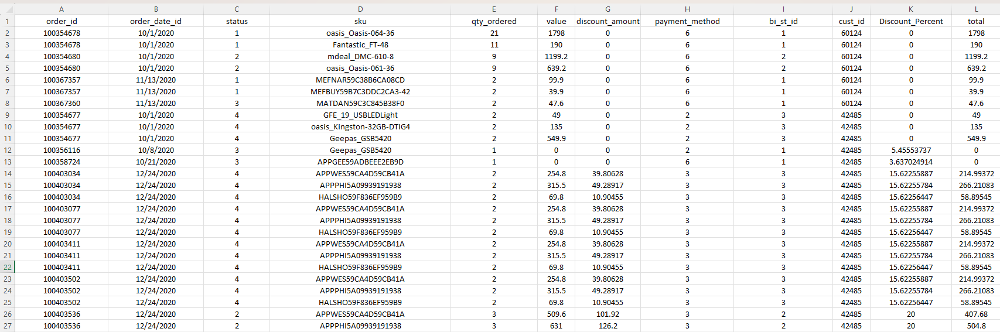 A B C D E F G H I J K L
1 order_id order_date_id status sku qty_ordered value discount_amount payment_method bi_st_id cust_id Discount_Percent total
2 100354678 10/1/2020 1 oasis_Oasis-064-36 21 1798 0 6 1 60124 0 1798
3 100354678 10/1/2020 1 Fantastic_FT-48 11 190 0 6 1 60124 0 190
4 100354680 10/1/2020 2 mdeal_DMC-610-8 9 1199.2 0 6 2 60124 0 1199.2
5 100354680 10/1/2020 2 oasis_Oasis-061-36 9 639.2 0 6 2 60124 0 639.2
6 100367357 11/13/2020 1 MEFNAR59C38B6CA08CD 2 99.9 0 6 1 60124 0 99.9
7 100367357 11/13/2020 1 MEFBUY59B7C3DDC2CA3-42 2 39.9 0 6 1 60124 0 39.9
8 100367360 11/13/2020 3 MATDAN59C3C845B38F0 2 47.6 0 6 1 60124 0 47.6
9 100354677 10/1/2020 4 GFE_19_USBLEDLight 2 49 0 2 3 42485 0 49
10 100354677 10/1/2020 4 oasis_Kingston-32GB-DTIG4 2 135 0 2 3 42485 0 135
11 100354677 10/1/2020 4 Geepas_GSB5420 2 549.9 0 2 3 42485 0 549.9
12 100356116 10/8/2020 3 Geepas_GSB5420 1 0 0 2 1 42485 5.45553737 0
13 100358724 10/21/2020 3 APPGEE59ADBEEE2EB9D 1 0 0 6 1 42485 3.637024914 0
14 100403034 12/24/2020 4 APPWES59CA4D59CB41A 2 254.8 39.80628 3 3 42485 15.62255887 214.99372
15 100403034 12/24/2020 4 APPPHI5A09939191938 2 315.5 49.28917 3 3 42485 15.62255784 266.21083
16 100403034 12/24/2020 4 HALSHO59F836EF959B9 2 69.8 10.90455 3 3 42485 15.62256447 58.89545
17 100403077 12/24/2020 4 APPWES59CA4D59CB41A 2 254.8 39.80628 3 3 42485 15.62255887 214.99372
18 100403077 12/24/2020 4 APPPHI5A09939191938 2 315.5 49.28917 3 3 42485 15.62255784 266.21083
19 100403077 12/24/2020 4 HALSHO59F836EF959B9 2 69.8 10.90455 3 3 42485 15.62256447 58.89545
20 100403411 12/24/2020 4 APPWES59CA4D59CB41A 2 254.8 39.80628 3 3 42485 15.62255887 214.99372
21 100403411 12/24/2020 4 APPPHI5A09939191938 2 315.5 49.28917 3 3 42485 15.62255784 266.21083
22 100403411 12/24/2020 4 HALSHO59F836EF959B9 2 69.8 10.90455 3 3 42485 15.62256447 58.89545
23 100403502 12/24/2020 4 APPWES59CA4D59CB41A 2 254.8 39.80628 3 3 42485 15.62255887 214.99372
24 100403502 12/24/2020 4 APPPHI5A09939191938 2 315.5 49.28917 3 3 42485 15.62255784 266.21083
25 100403502 12/24/2020 4 HALSHO59F836EF959B9 2 69.8 10.90455 3 3 42485 15.62256447 58.89545
26 100403536 12/24/2020 2 APPWES59CA4D59CB41A 3 509.6 101.92 3 2 42485 20 407.68
27 100403536 12/24/2020 2 APPPHI5A09939191938 3 631 126.2 3 2 42485 20 504.8